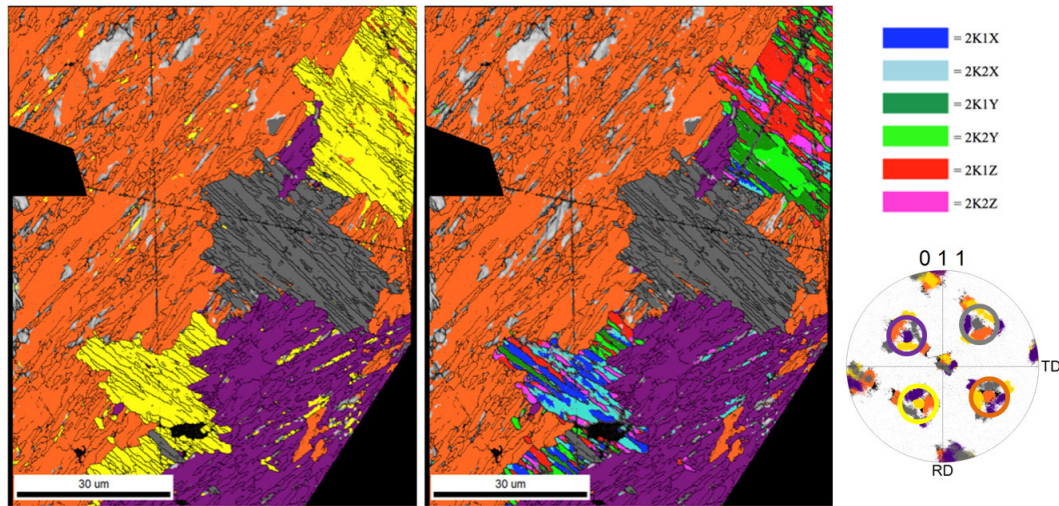 30 um
30 um
= 2K1X
= 2K2X
= 2K1Y
= 2K2Y
= 2K1Z
= 2K2Z
0 1 1
TD
RD